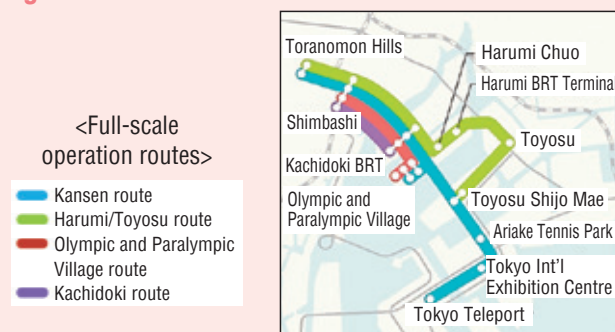 <Full-scale
operation routes>
Kansen route
Harumi/Toyosu route
Olympic and Paralympic
Village route
Kachidoki route
Toranomon Hills
Harumi Chuo
Harumi BRT Terminal
Shimbashi
Toyosu
Kachidoki BRT
Olympic and
Paralympic Village
Toyosu Shijo Mae
Ariake Tennis Park
Tokyo Int'l
Exhibition Centre
Tokyo Teleport